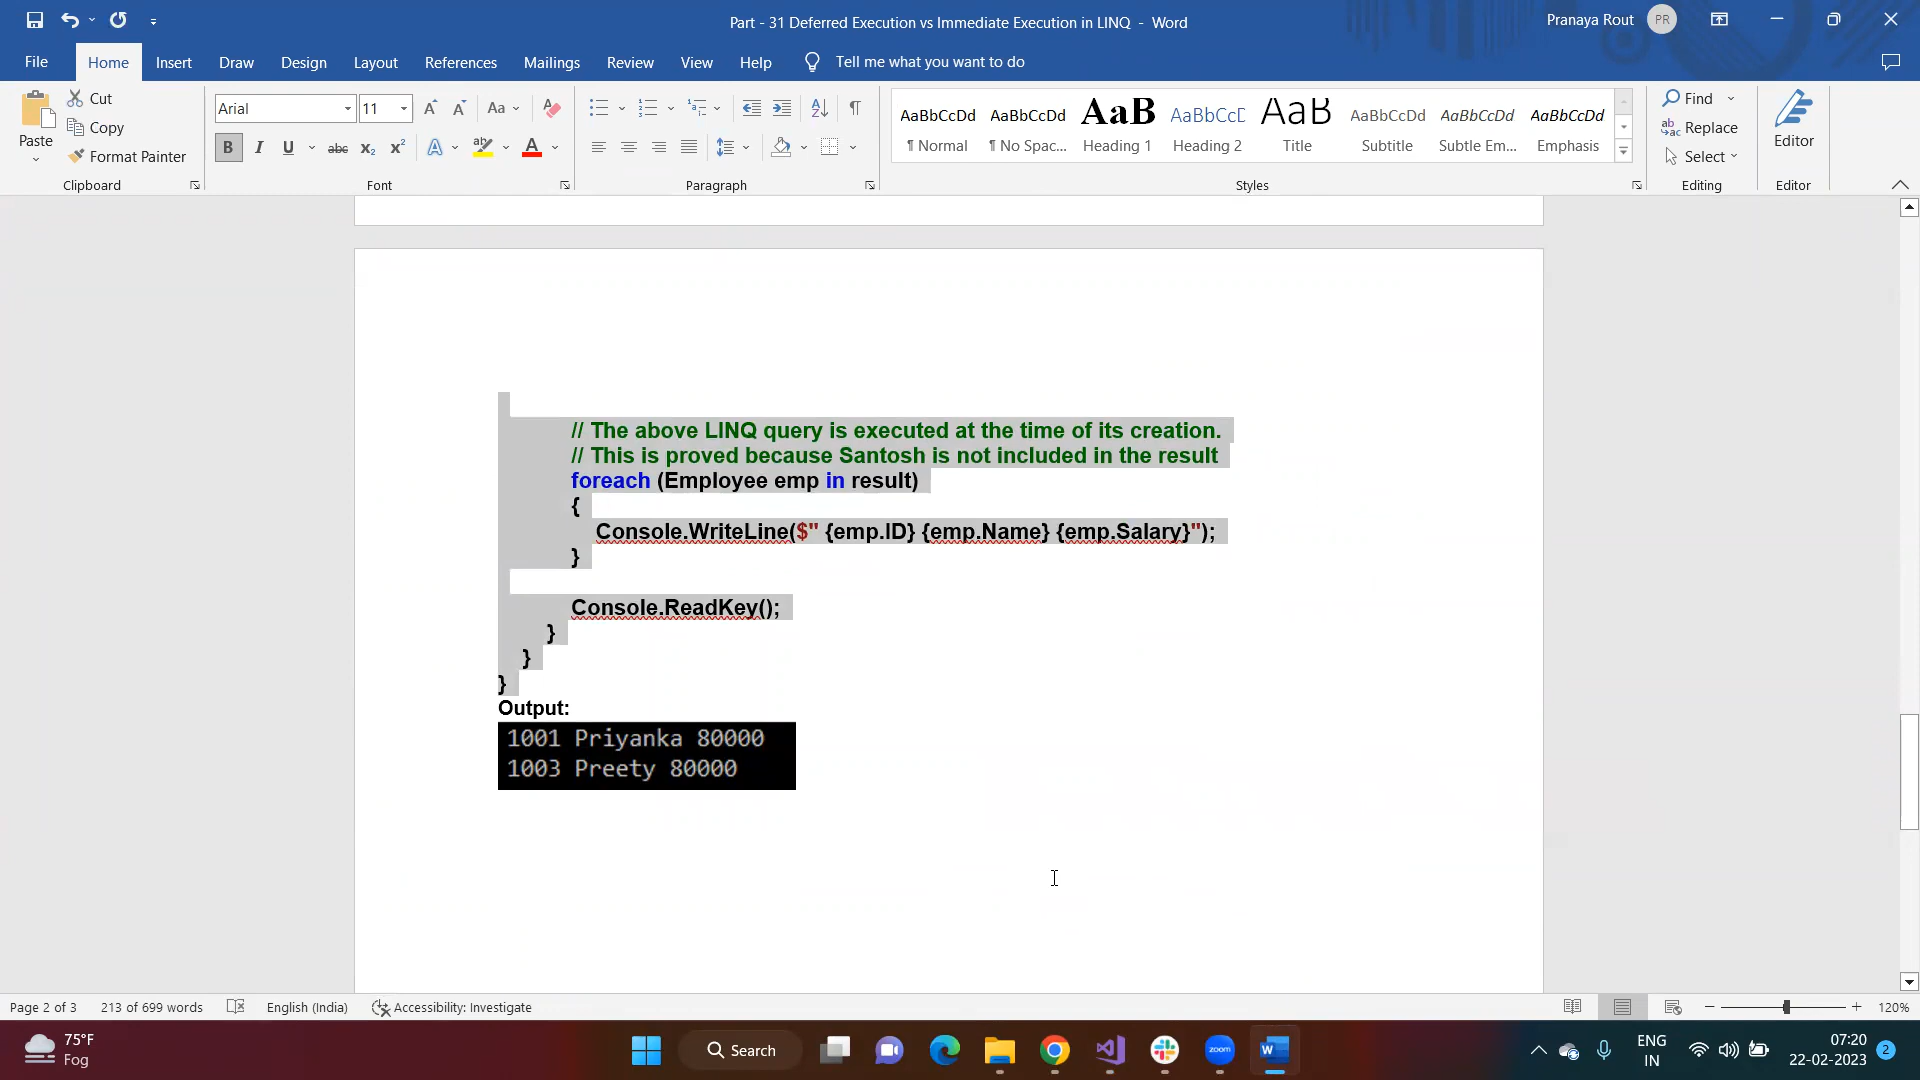 Part - 31 Deferred Execution vs Immediate Execution in LINQ - Word
Pranaya Rout PR
File Home Insert Draw Design Layout References Mailings Review View Help Tell me what you want to do
Paste
Cut
Copy
Format Painter
Clipboard
Arial 11 Aa
B I U abc x₂ x² A A
Font
Paragraph
AaBbCcDd AaBbCcDd AaB AaBbCcD AaB AaBbCcDd AaBbCcDd AaBbCcDd
¶ Normal ¶ No Spac... Heading 1 Heading 2 Title Subtitle Subtle Em... Emphasis
Styles
Find
Replace
Select
Editing
Editor
Editor
// The above LINQ query is executed at the time of its creation.
// This is proved because Santosh is not included in the result
foreach (Employee emp in result)
{
Console.WriteLine($" {emp.ID} {emp.Name} {emp.Salary}");
}
Console.ReadKey();
}
}
}
Output:
1001 Priyanka 80000
1003 Preety 80000
Page 2 of 3 213 of 699 words English (India) Accessibility: Investigate 120%
75°F
Fog
Search
zoom
ENG
IN
07:20
22-02-2023
2